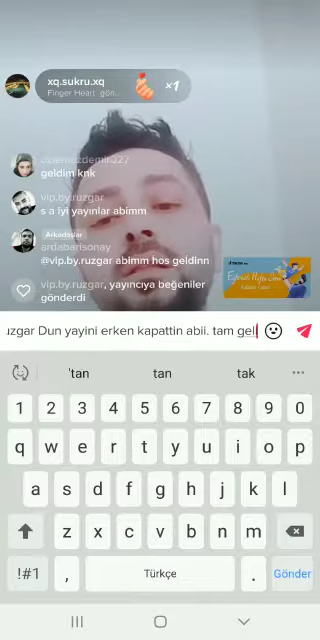 xq.sukru.xq
Finger Heart gön...
×1
geldim knk
vip.by.ruzgar
s a iyi yayınlar abimm
Arkadaşlar
ardabarisonay
@vip.by.ruzgar abimm hos geldinn
vip.by.ruzgar, yayıncıya beğeniler
gönderdi
uzgar Dun yayini erken kapattin abii. tam gel
'tan tan tak ...
1 2 3 4 5 6 7 8 9 0
q w e r t y u i o p
a s d f g h j k l
z x c v b n m
!#1 , Türkçe . Gönder